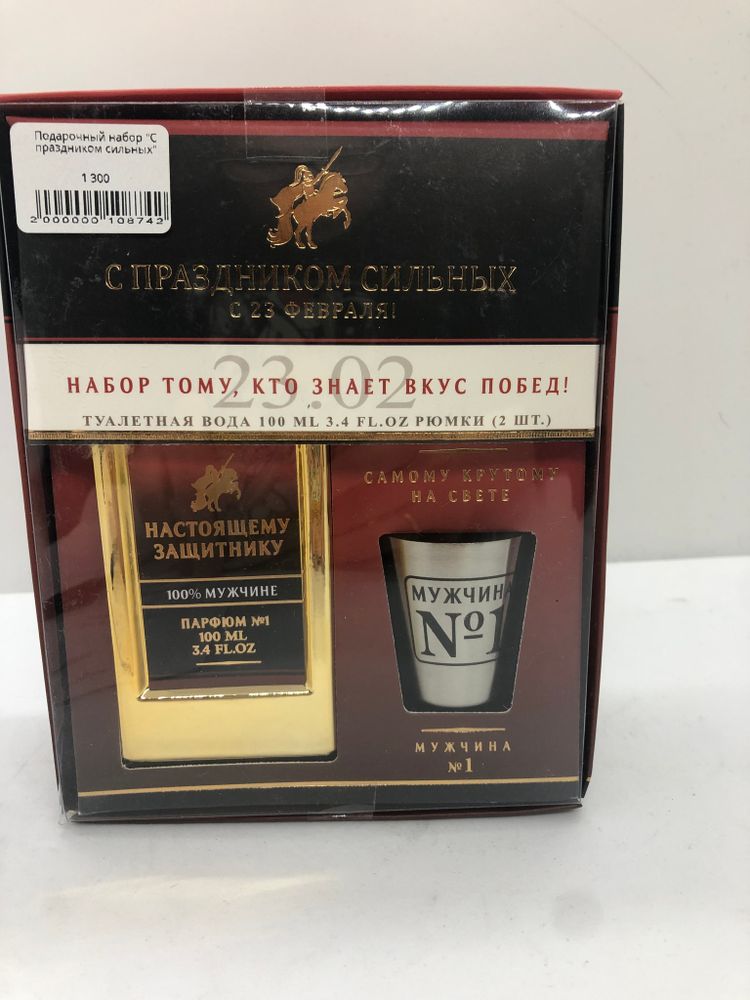 Подарочный набор "С
праздником сильных"
1 300
2 000000 108742
С ПРАЗДНИКОМ СИЛЬНЫХ
С 23 ФЕВРАЛЯ!
23.02
НАБОР ТОМУ, КТО ЗНАЕТ ВКУС ПОБЕД!
ТУАЛЕТНАЯ ВОДА 100 ML 3.4 FL.OZ РЮМКИ (2 ШТ.)
НАСТОЯЩЕМУ
ЗАЩИТНИКУ
100% МУЖЧИНЕ
ПАРФЮМ №1
100 ML
3.4 FL.OZ
САМОМУ КРУТОМУ
НА СВЕТЕ
МУЖЧИНА
№1
МУЖЧИНА
№1